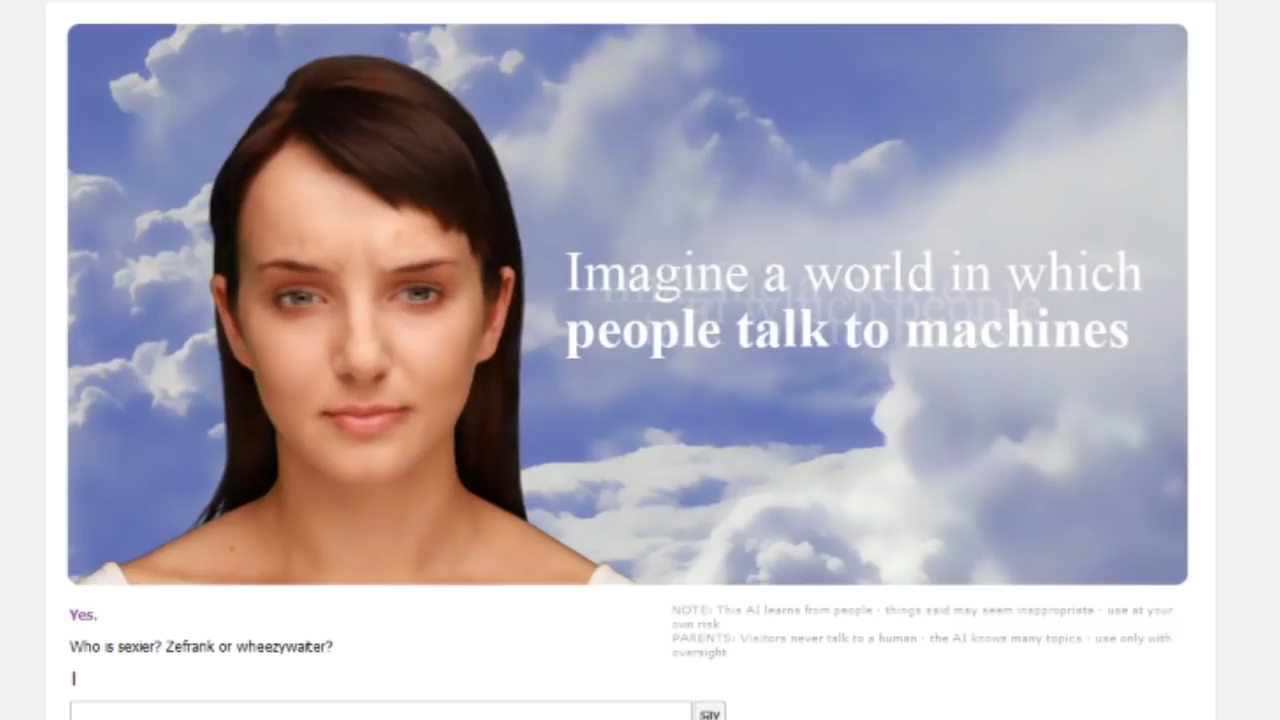 Imagine a world in which
people talk to machines
Yes.
Who is sexier? Zefrank or wheezywaiter?
I
NOTE: This AI learns from people - things said may seem inappropriate - use at your
own risk
PARENTS: Visitors never talk to a human - the AI knows many topics - use only with
oversight
say